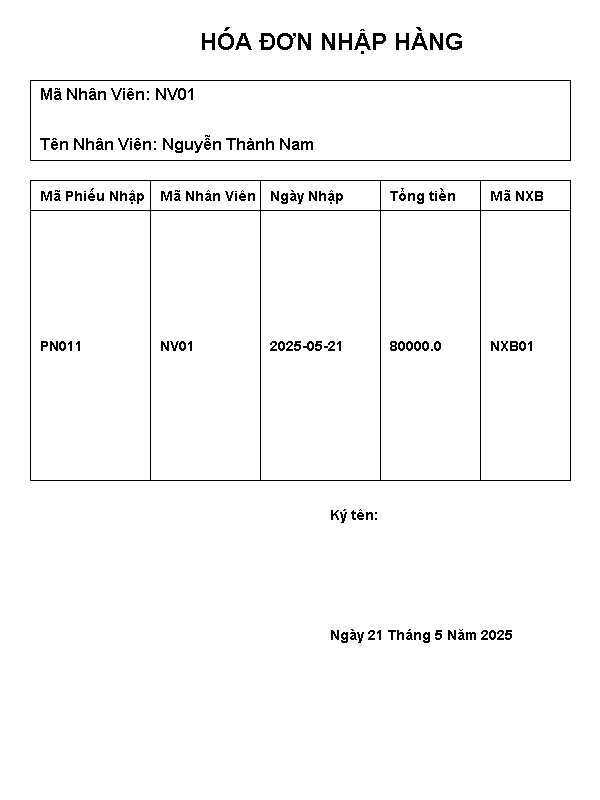 HÓA ĐƠN NHẬP HÀNG
Mã Nhân Viên: NV01
Tên Nhân Viên: Nguyễn Thành Nam
Mã Phiếu Nhập Mã Nhân Viên Ngày Nhập Tổng tiền Mã NXB
PN011 NV01 2025-05-21 80000.0 NXB01
Ký tên:
Ngày 21 Tháng 5 Năm 2025